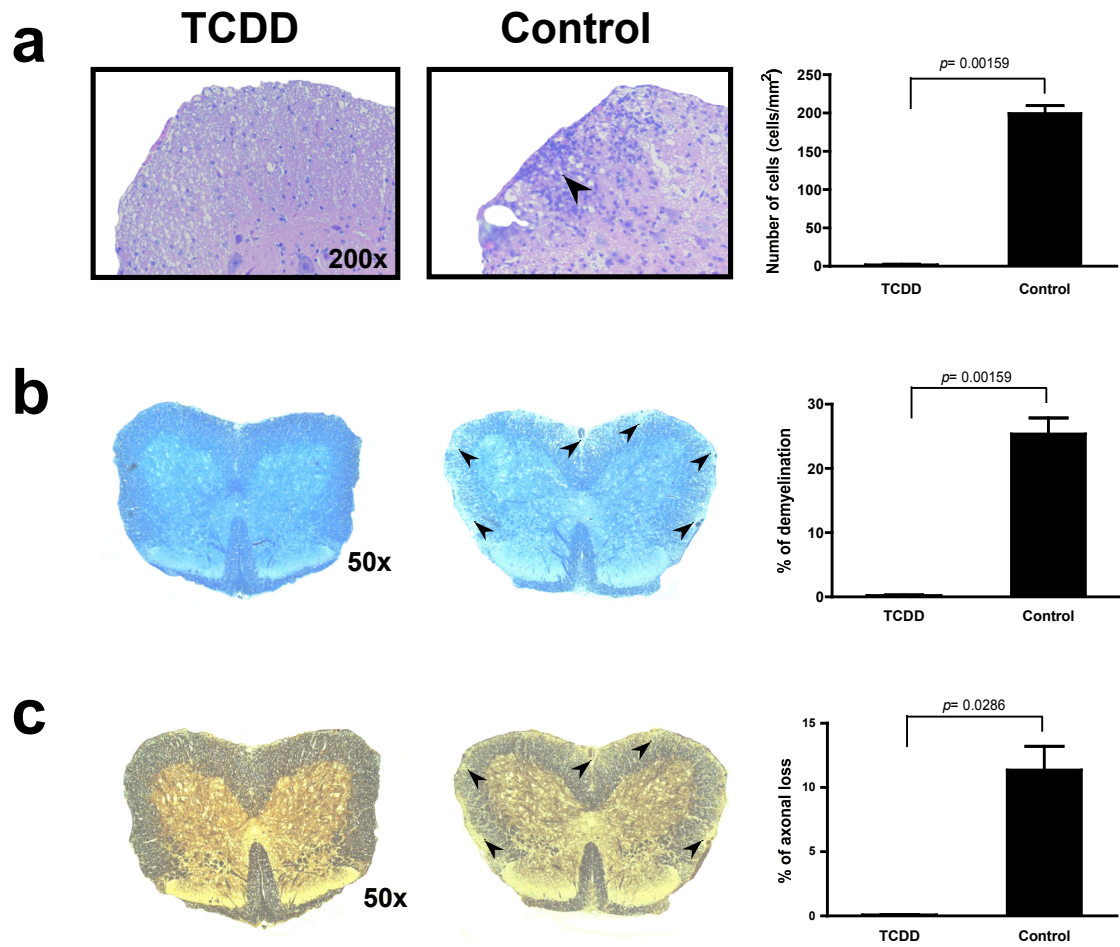 TCDD
Control
a
200x
Number of cells (cells/mm²)
250
200
150
100
50
0
p= 0.00159
TCDD
Control
b
50x
% of demyelination
30
20
10
0
p= 0.00159
TCDD
Control
c
50x
% of axonal loss
15
10
5
0
p= 0.0286
TCDD
Control